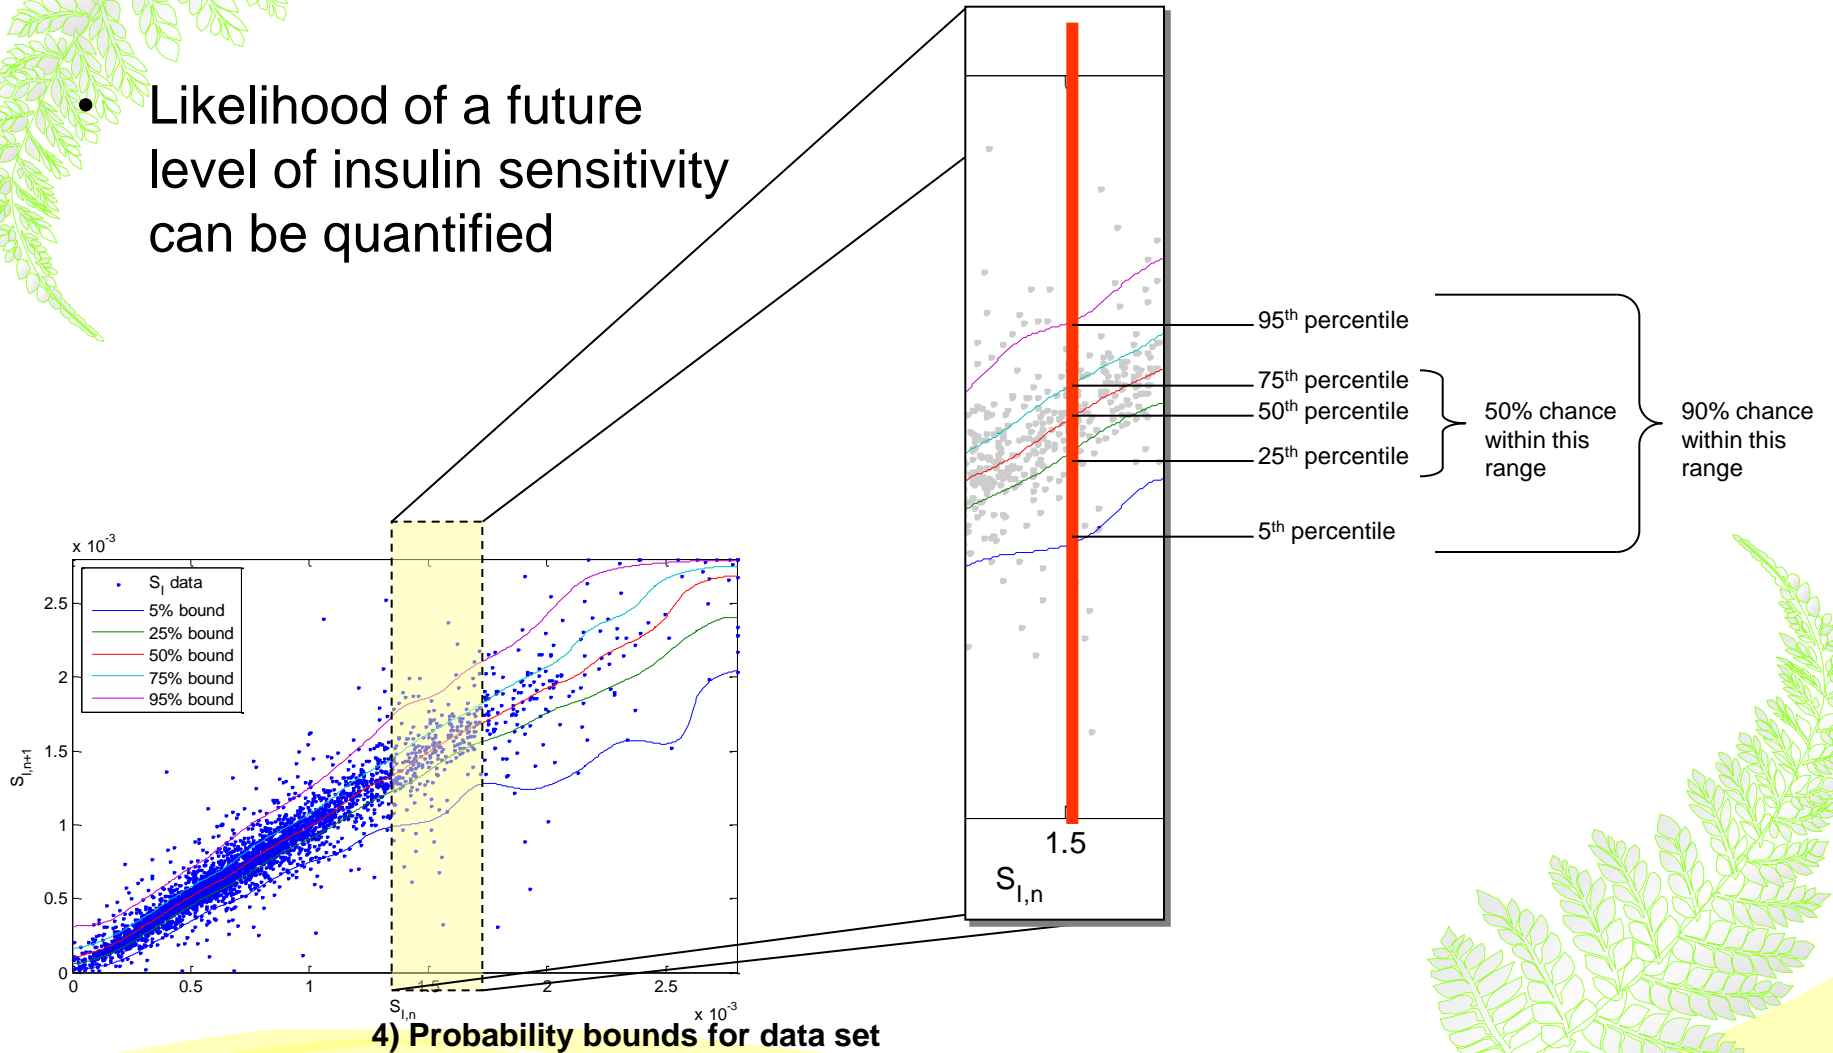 • Likelihood of a future
level of insulin sensitivity
can be quantified
95th percentile
75th percentile
50th percentile
25th percentile
5th percentile
50% chance
within this
range
90% chance
within this
range
1.5
SI,n
x 10-3
SI data
5% bound
25% bound
50% bound
75% bound
95% bound
2.5
2
1.5
1
0.5
0
SI,n+1
0
0.5
1
1.5
2
2.5
SI,n
x 10-3
4) Probability bounds for data set